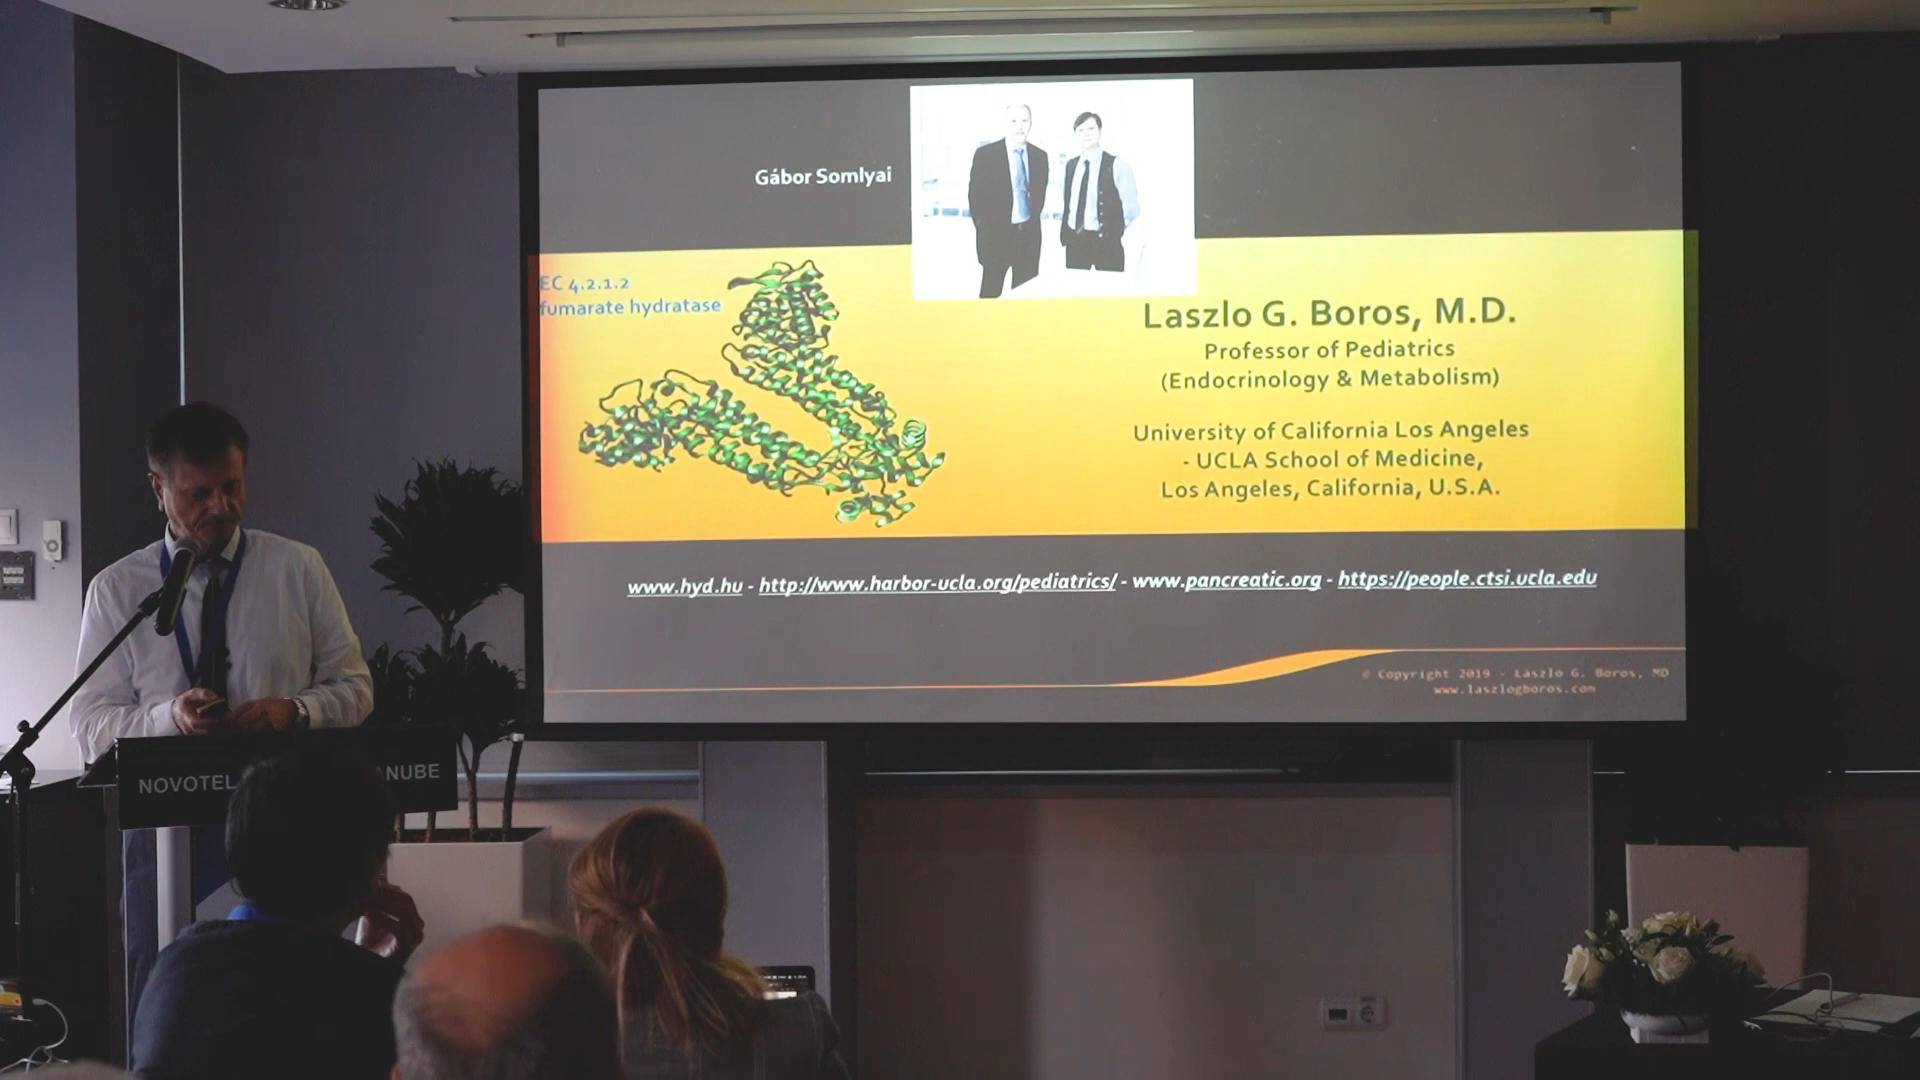 Gábor Somlyai
EC 4.2.1.2
fumarate hydratase
Laszlo G. Boros, M.D.
Professor of Pediatrics
(Endocrinology & Metabolism)
University of California Los Angeles
- UCLA School of Medicine,
Los Angeles, California, U.S.A.
www.hyd.hu - http://www.harbor-ucla.org/pediatrics/ - www.pancreatic.org - https://people.ctsi.ucla.edu
© Copyright 2019 - László G. Boros, MD
www.laszlogboros.com
NOVOTEL ANUBE